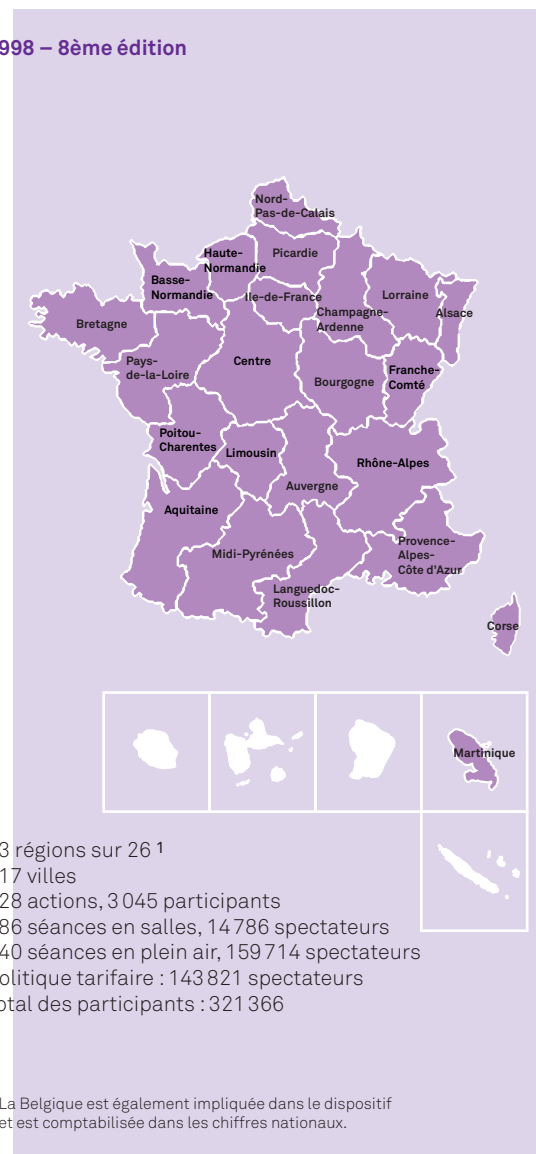 998 – 8ème édition
Nord-
Pas-de-Calais
Haute-
Normandie
Picardie
Basse-
Normandie
Ile-de-France
Champagne-
Ardenne
Lorraine
Alsace
Bretagne
Pays-
de-la-Loire
Centre
Bourgogne
Franche-
Comté
Poitou-
Charentes
Limousin
Rhône-Alpes
Auvergne
Aquitaine
Midi-Pyrénées
Provence-
Alpes-
Côte d'Azur
Languedoc-
Roussillon
Corse
Martinique
3 régions sur 26 1
17 villes
28 actions, 3 045 participants
86 séances en salles, 14 786 spectateurs
40 séances en plein air, 159 714 spectateurs
olitique tarifaire : 143 821 spectateurs
otal des participants : 321 366
La Belgique est également impliquée dans le dispositif
et est comptabilisée dans les chiffres nationaux.